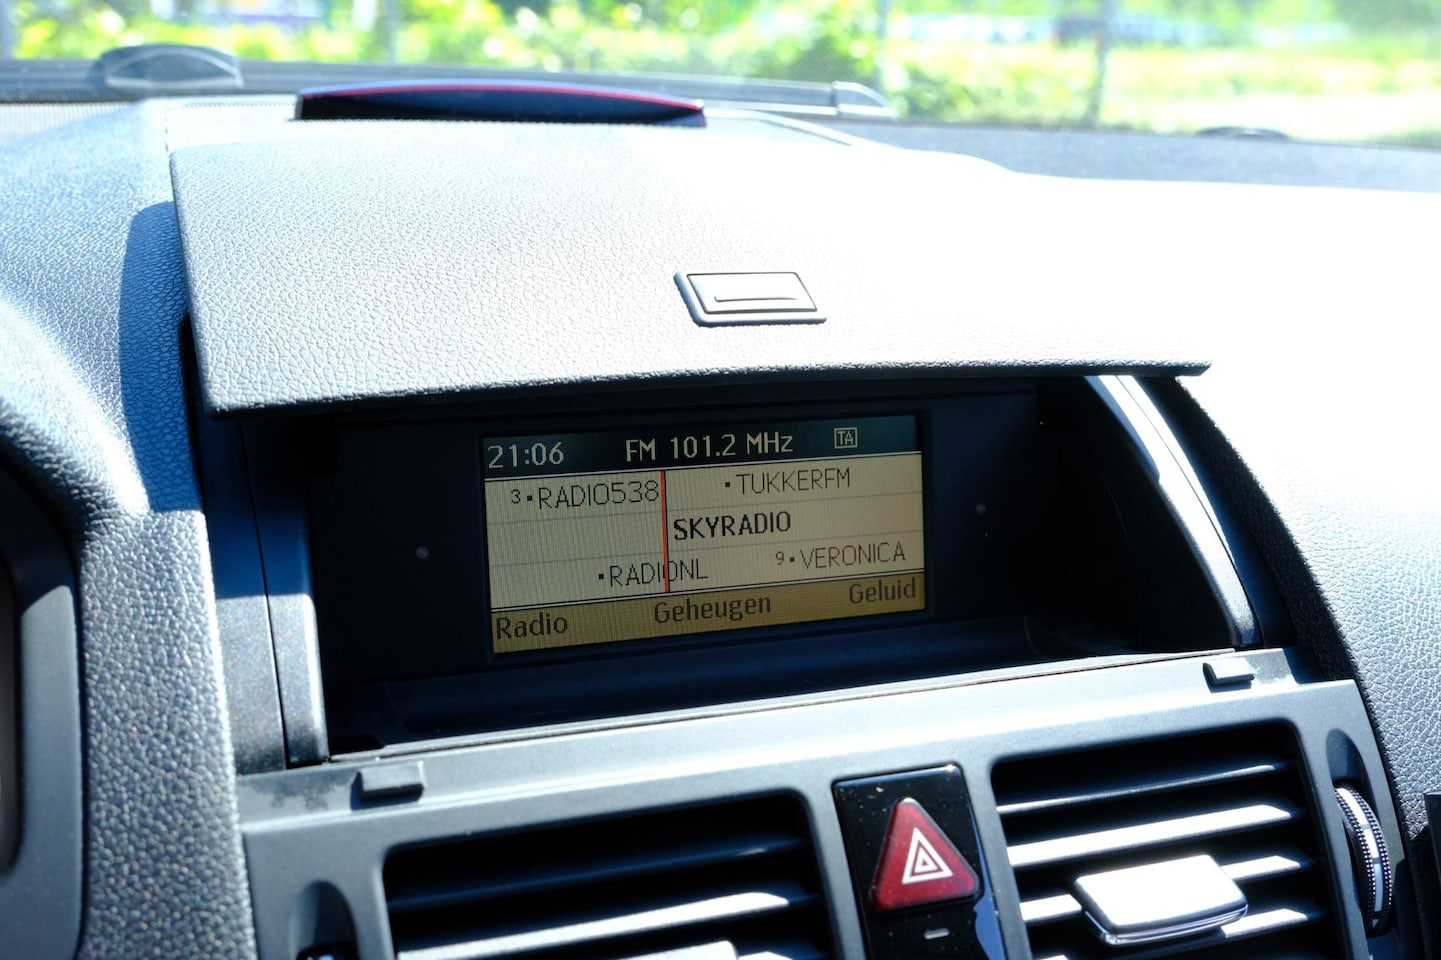 21:06 FM 101.2 MHz TA
3·RADIO538 ·TUKKERFM
SKYRADIO
·RADIONL 9·VERONICA
Radio Geheugen Geluid